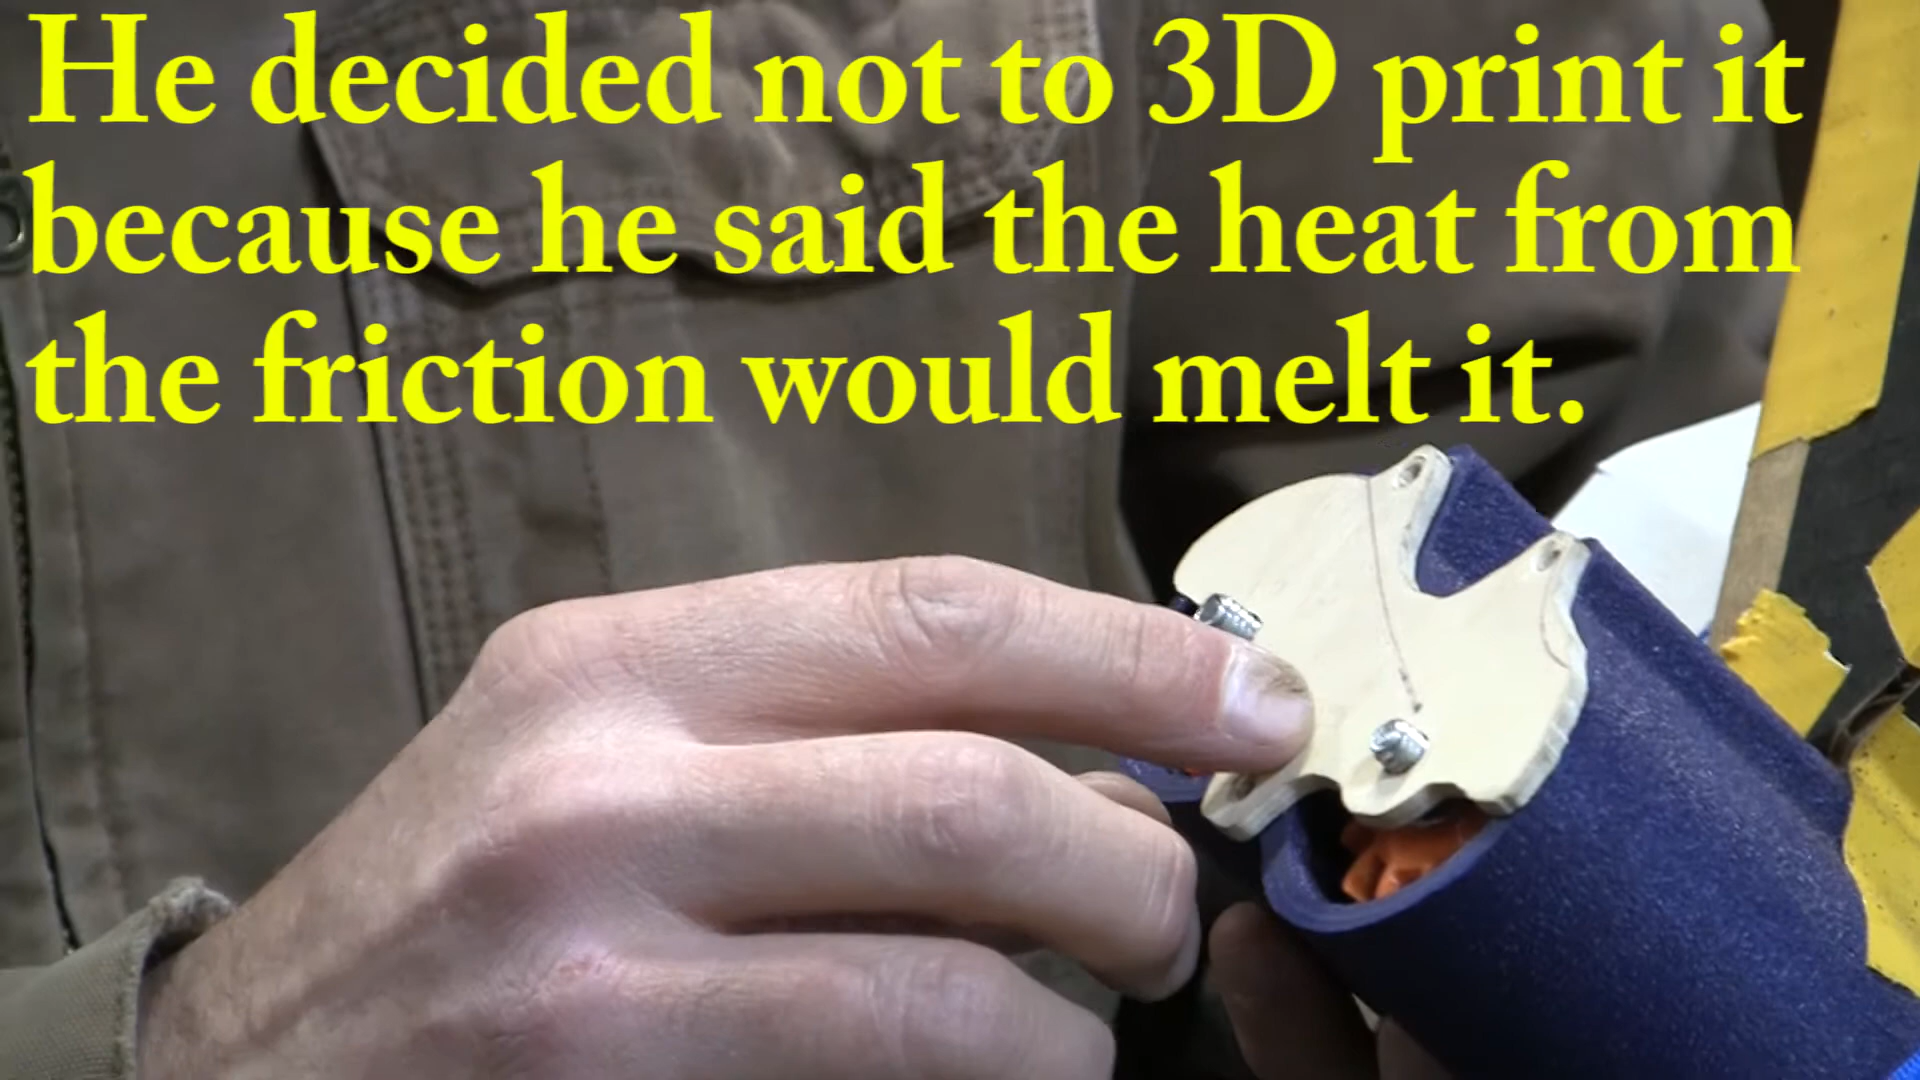 He decided not to 3D print it
because he said the heat from
the friction would melt it.